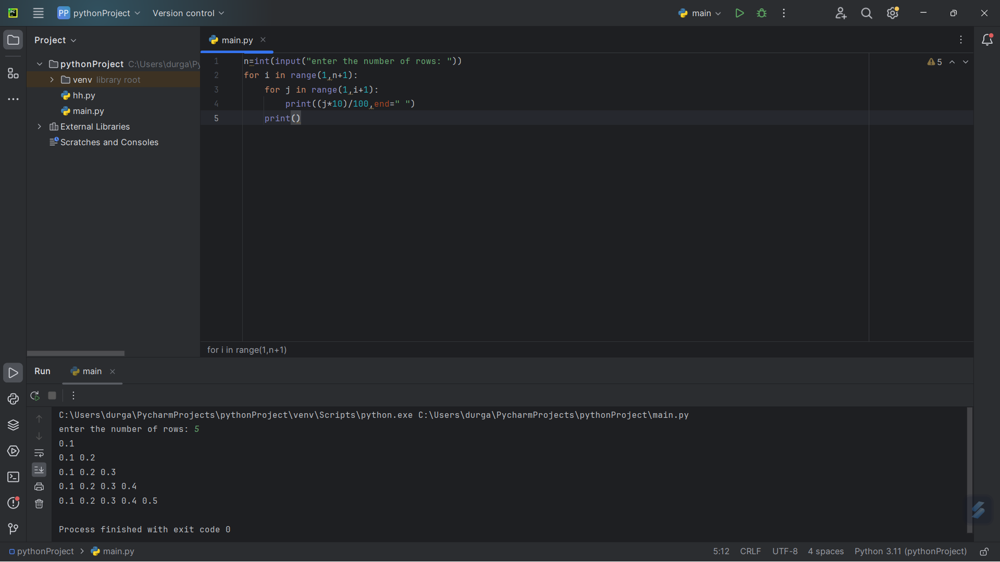 PC
PP pythonProject
Version control
main
Project
main.py
pythonProject C:\Users\durga\Py
venv library root
hh.py
main.py
External Libraries
Scratches and Consoles
1 n=int(input("enter the number of rows: "))
2 for i in range(1,n+1):
3 for j in range(1,i+1):
4 print((j*10)/100,end=" ")
5 print()
5
for i in range(1,n+1)
Run
main
C:\Users\durga\PycharmProjects\pythonProject\venv\Scripts\python.exe C:\Users\durga\PycharmProjects\pythonProject\main.py
enter the number of rows: 5
0.1
0.1 0.2
0.1 0.2 0.3
0.1 0.2 0.3 0.4
0.1 0.2 0.3 0.4 0.5
Process finished with exit code 0
pythonProject > main.py
5:12 CRLF UTF-8 4 spaces Python 3.11 (pythonProject)